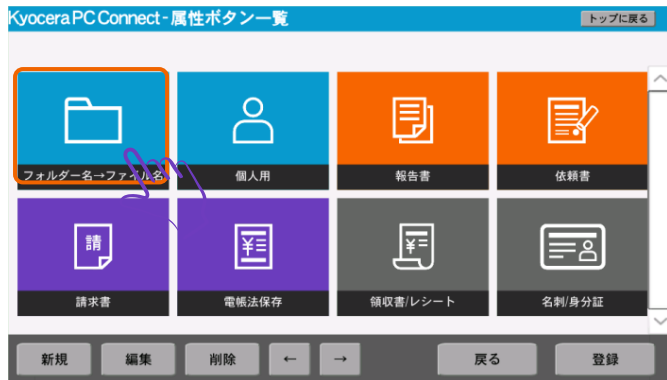 Kyocera PC Connect - 属性ボタン一覧
トップに戻る
フォルダー名→ファイル名
個人用
報告書
依頼書
請
¥
¥
請求書
電帳法保存
領収書/レシート
名刺/身分証
新規
編集
削除
←
→
戻る
登録